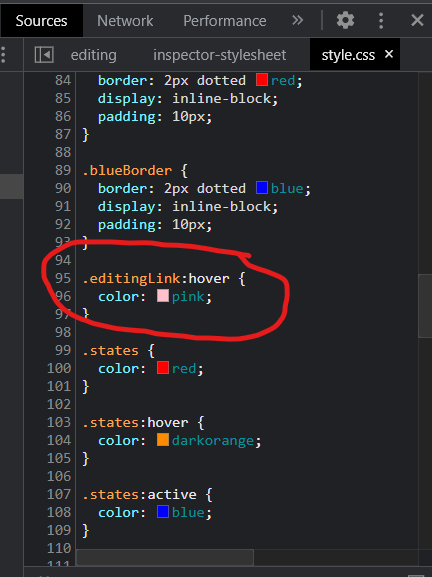 Sources Network Performance »
editing inspector-stylesheet style.css ×
84 border: 2px dotted red;
85 display: inline-block;
86 padding: 10px;
87 }
88
89 .blueBorder {
90 border: 2px dotted blue;
91 display: inline-block;
92 padding: 10px;
93 }
94
95 .editingLink:hover {
96 color: pink;
97 }
98
99 .states {
100 color: red;
101 }
102
103 .states:hover {
104 color: darkorange;
105 }
106
107 .states:active {
108 color: blue;
109 }
110
111